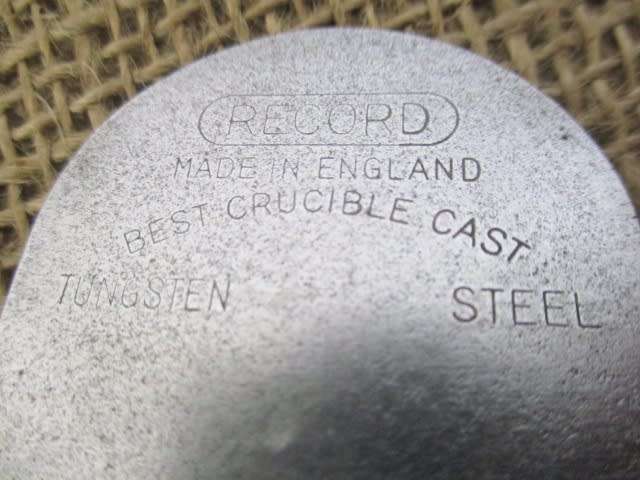 RECORD
MADE IN ENGLAND
BEST CRUCIBLE CAST
TUNGSTEN STEEL